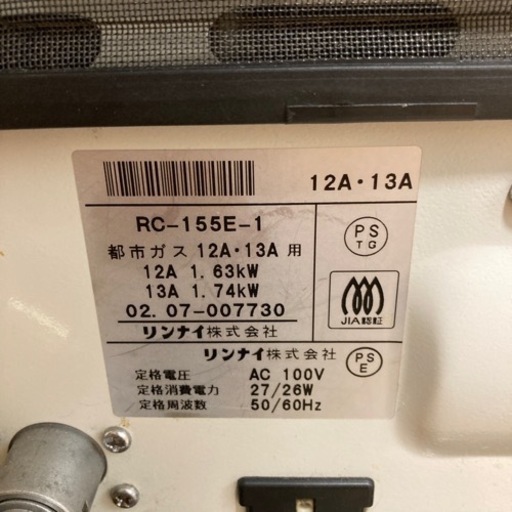 12A・13A
RC-155E-1
都市ガス 12A・13A 用
12A 1.63kW
13A 1.74kW
02.07-007730
リンナイ株式会社
PS
TG
JIA認証
リンナイ株式会社
定格電圧 AC 100V
定格消費電力 27/26W
定格周波数 50/60Hz
PS
E